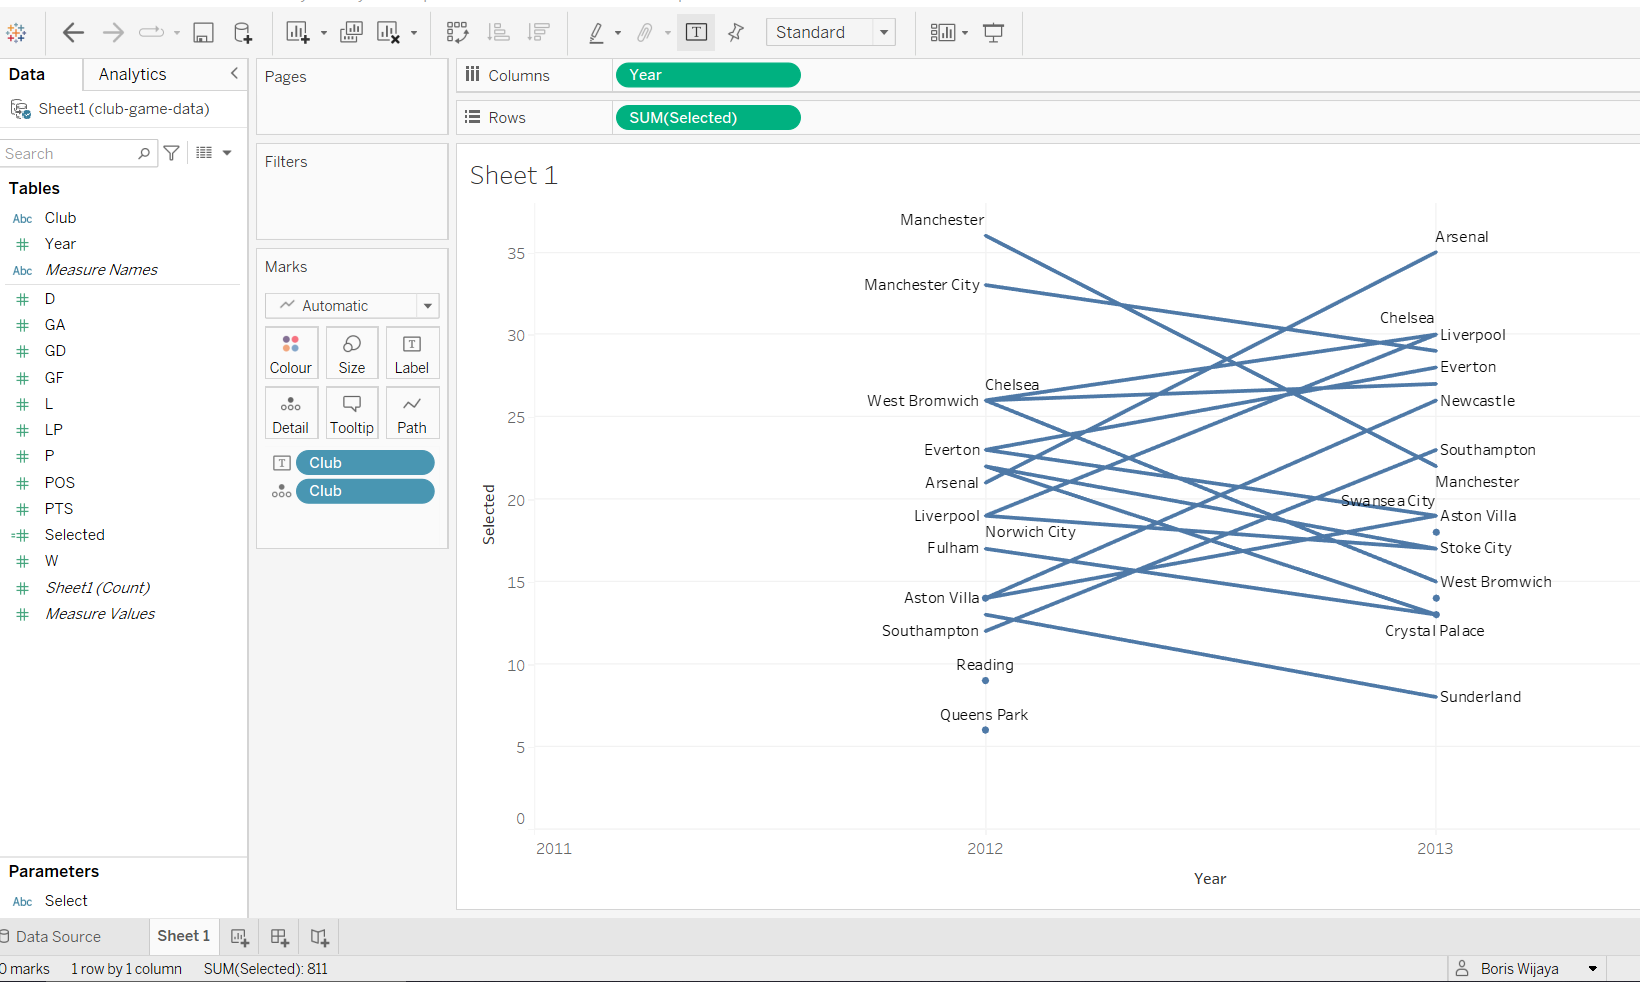 Standard
Data
Analytics
Sheet1 (club-game-data)
Search
Tables
Abc Club
Year
Abc Measure Names
D
GA
GD
GF
L
LP
P
POS
PTS
Selected
W
Sheet1 (Count)
Measure Values
Parameters
Abc Select
Pages
Filters
Marks
Automatic
Colour Size Label
Detail Tooltip Path
Club
Club
Columns Year
Rows SUM(Selected)
Sheet 1
Manchester
Arsenal
35
Manchester City
Chelsea
30
Liverpool
Everton
Chelsea
West Bromwich
Newcastle
25
Everton
Southampton
Arsenal
Manchester
20
Swansea City
Liverpool
Aston Villa
Norwich City
Fulham
Stoke City
15
West Bromwich
Aston Villa
Southampton
Crystal Palace
10
Reading
Sunderland
Queens Park
5
0
Selected
2011 2012 2013
Year
Data Source Sheet 1
0 marks 1 row by 1 column SUM(Selected): 811
Boris Wijaya